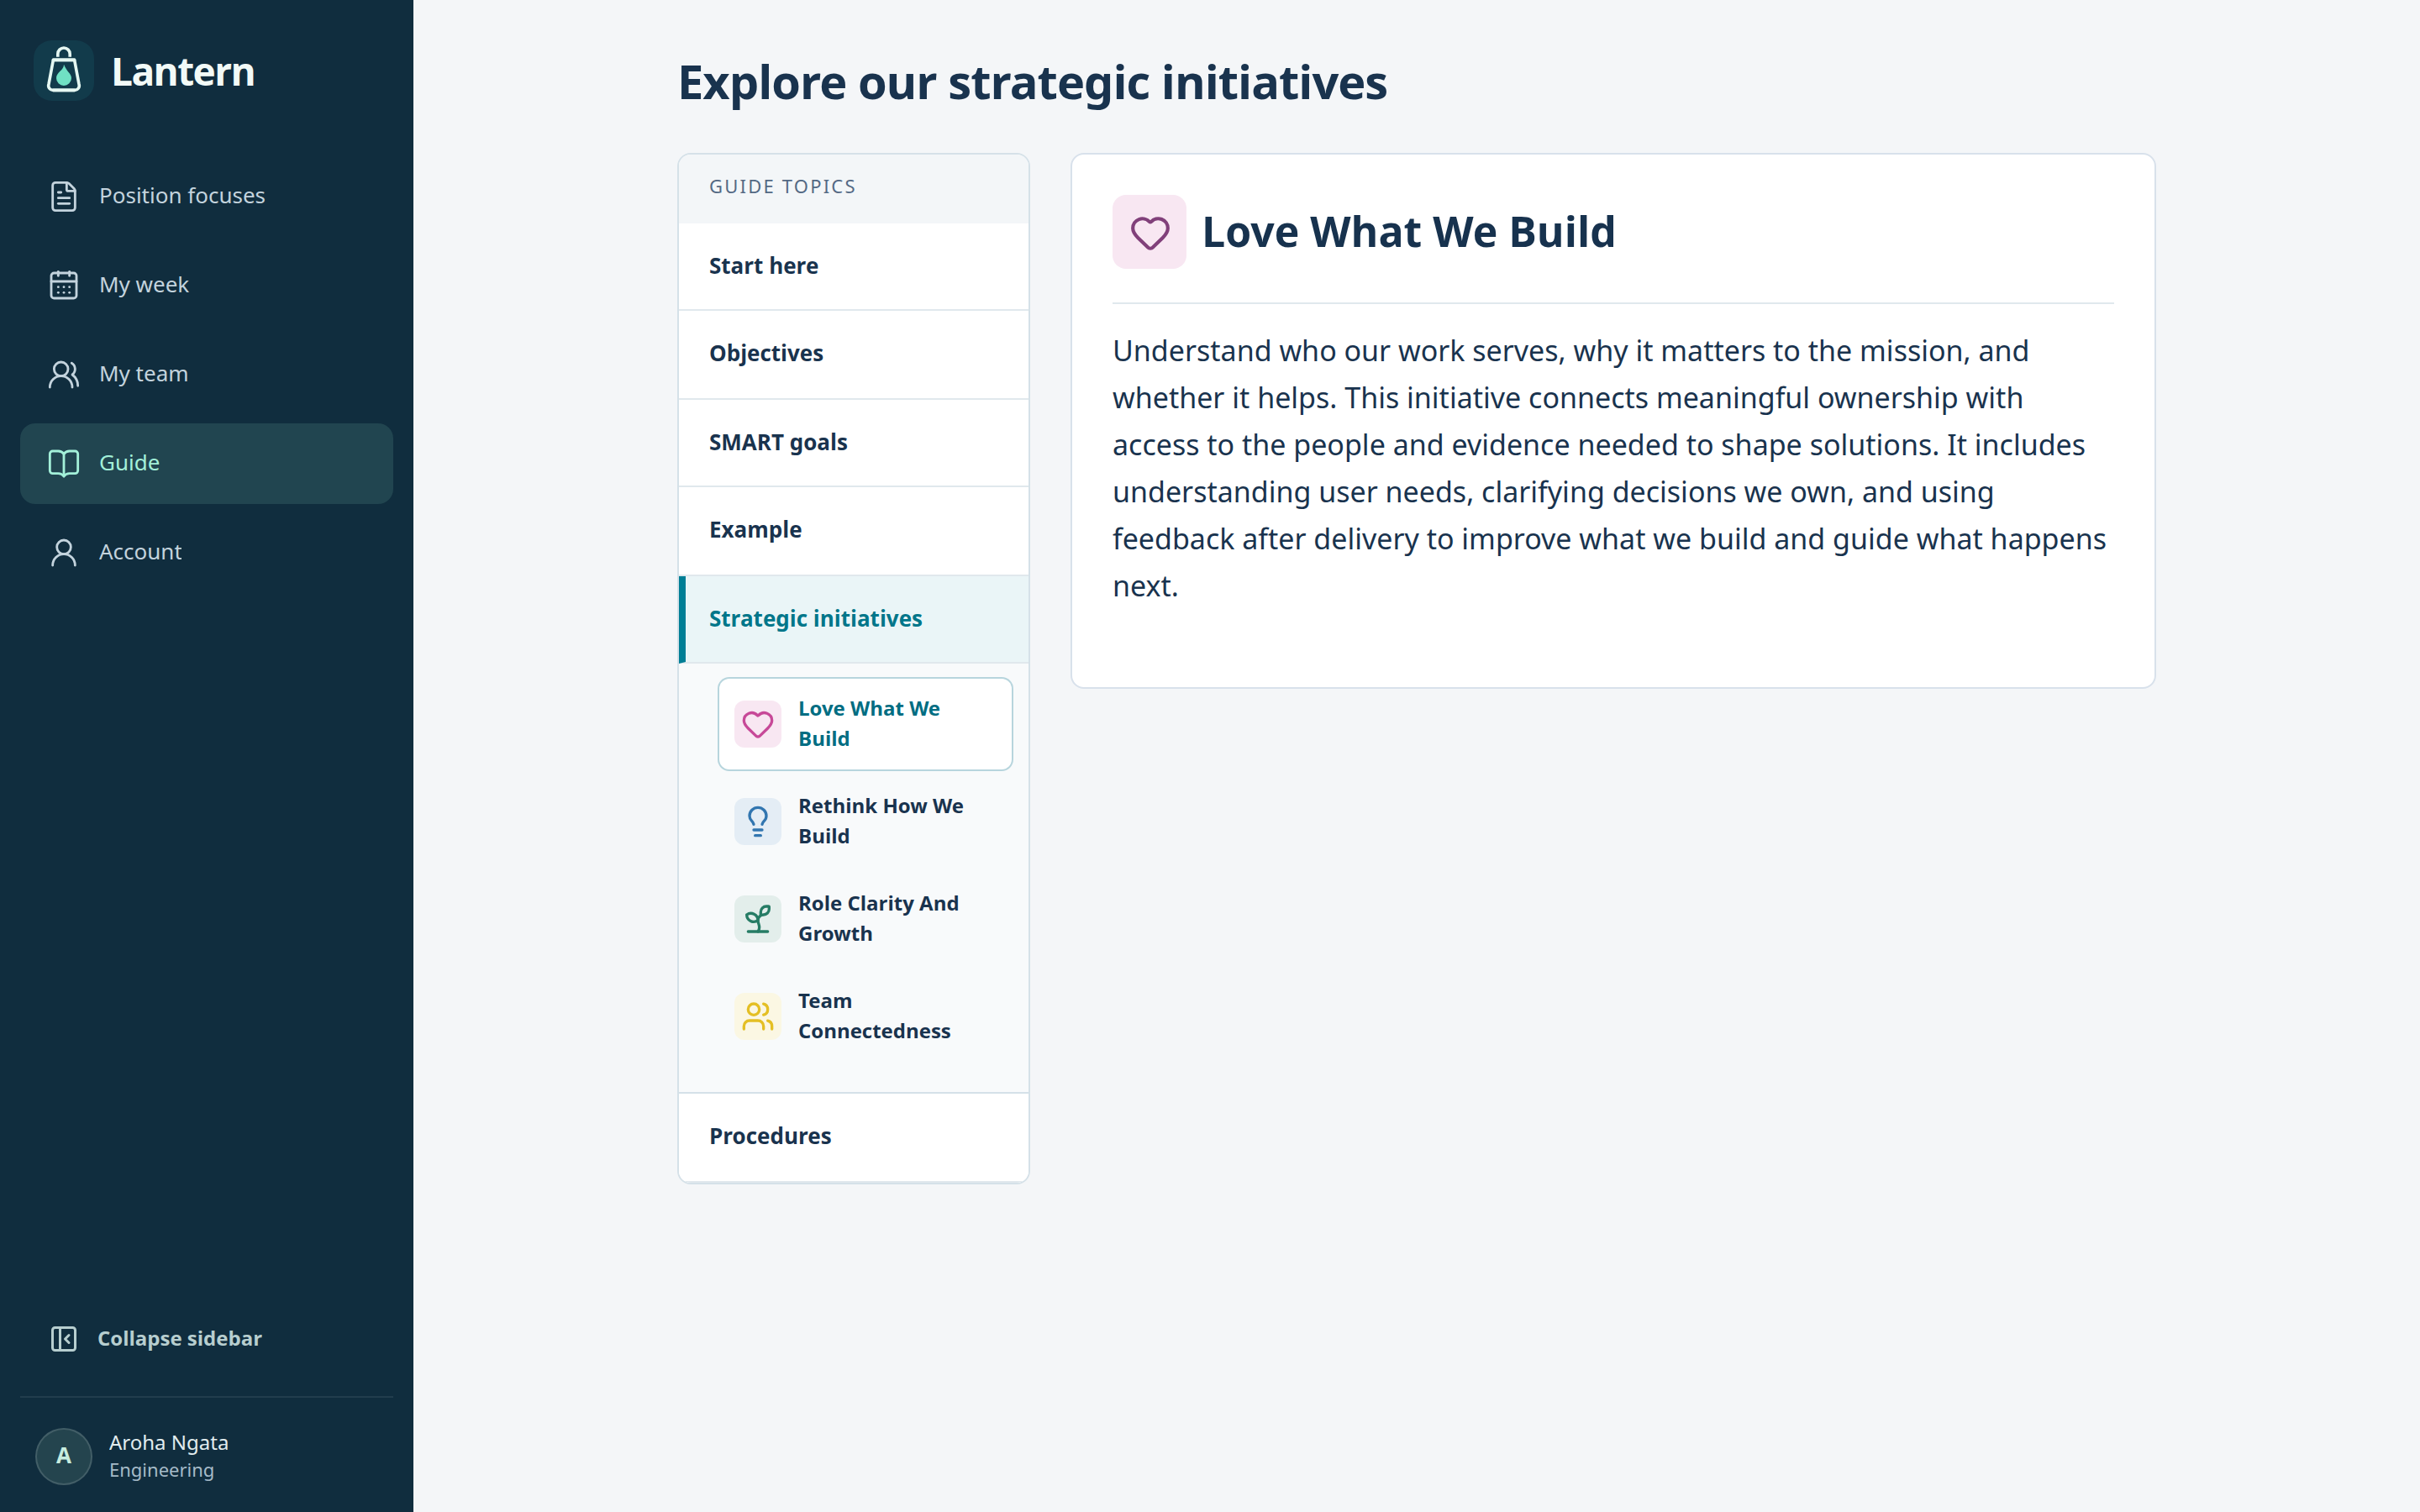 Lantern
Position focuses
My week
My team
Guide
Account
Collapse sidebar
A
Aroha Ngata
Engineering
Explore our strategic initiatives
GUIDE TOPICS
Start here
Objectives
SMART goals
Example
Strategic initiatives
Love What We
Build
Rethink How We
Build
Role Clarity And
Growth
Team
Connectedness
Procedures
Love What We Build
Understand who our work serves, why it matters to the mission, and
whether it helps. This initiative connects meaningful ownership with
access to the people and evidence needed to shape solutions. It includes
understanding user needs, clarifying decisions we own, and using
feedback after delivery to improve what we build and guide what happens
next.